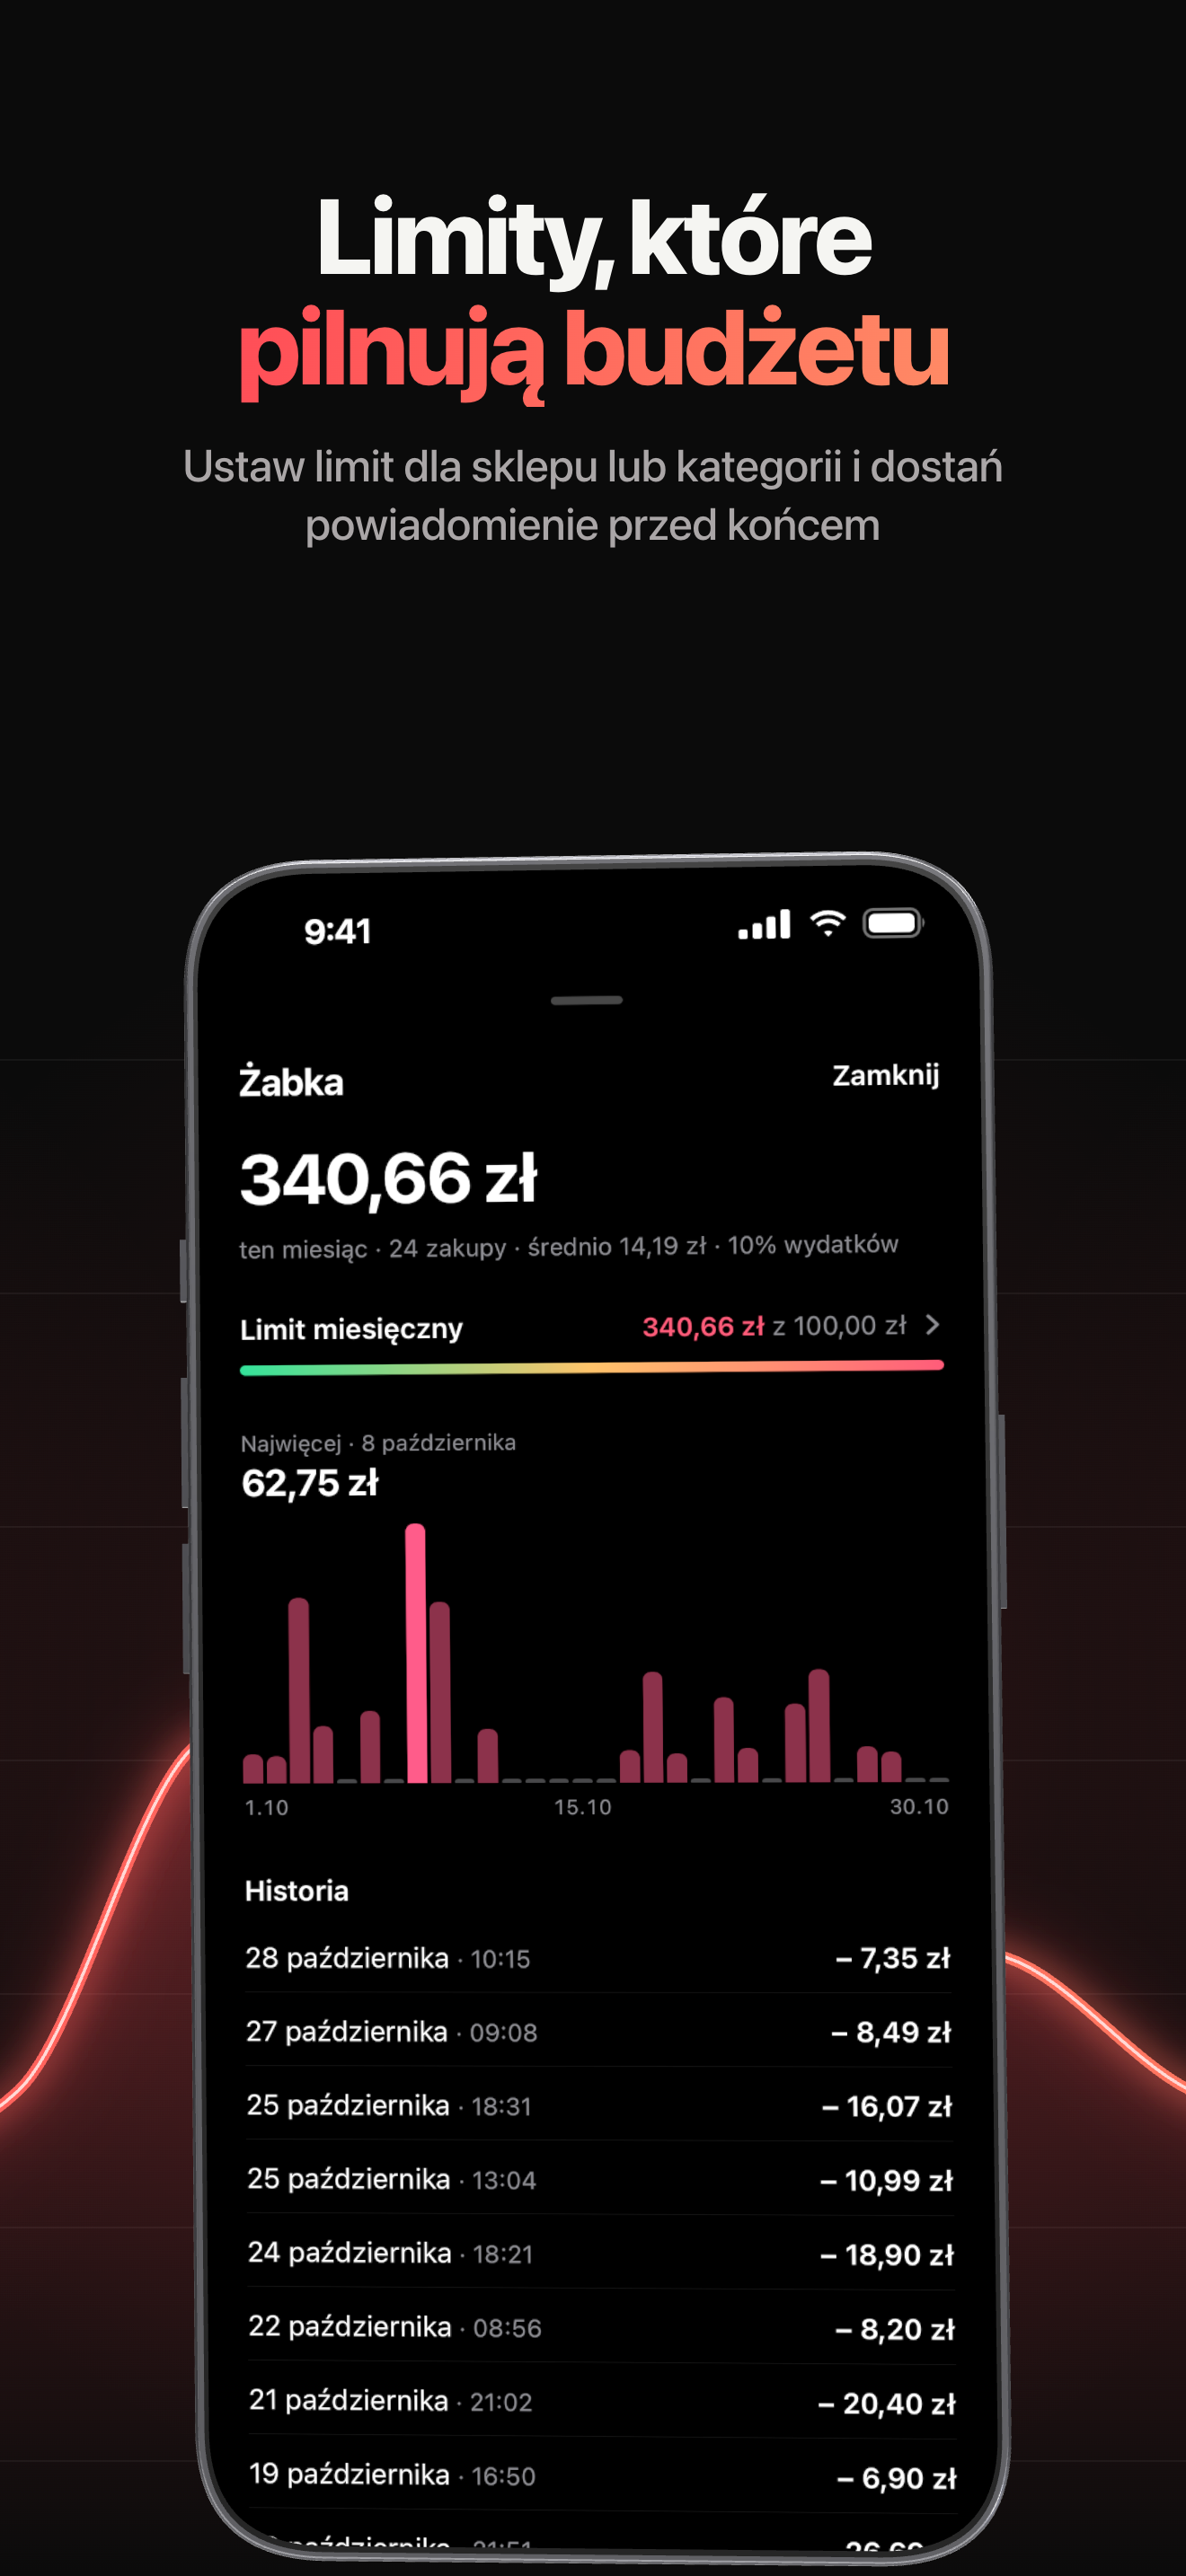 Limity, które
pilnują budżetu
Ustaw limit dla sklepu lub kategorii i dostań
powiadomienie przed końcem
9:41
Żabka
Zamknij
340,66 zł
ten miesiąc · 24 zakupy · średnio 14,19 zł · 10% wydatków
Limit miesięczny
340,66 zł z 100,00 zł
Najwięcej · 8 października
62,75 zł
1.10 15.10 30.10
Historia
28 października · 10:15 – 7,35 zł
27 października · 09:08 – 8,49 zł
25 października · 18:31 – 16,07 zł
25 października · 13:04 – 10,99 zł
24 października · 18:21 – 18,90 zł
22 października · 08:56 – 8,20 zł
21 października · 21:02 – 20,40 zł
19 października · 16:50 – 6,90 zł
października · 21:51